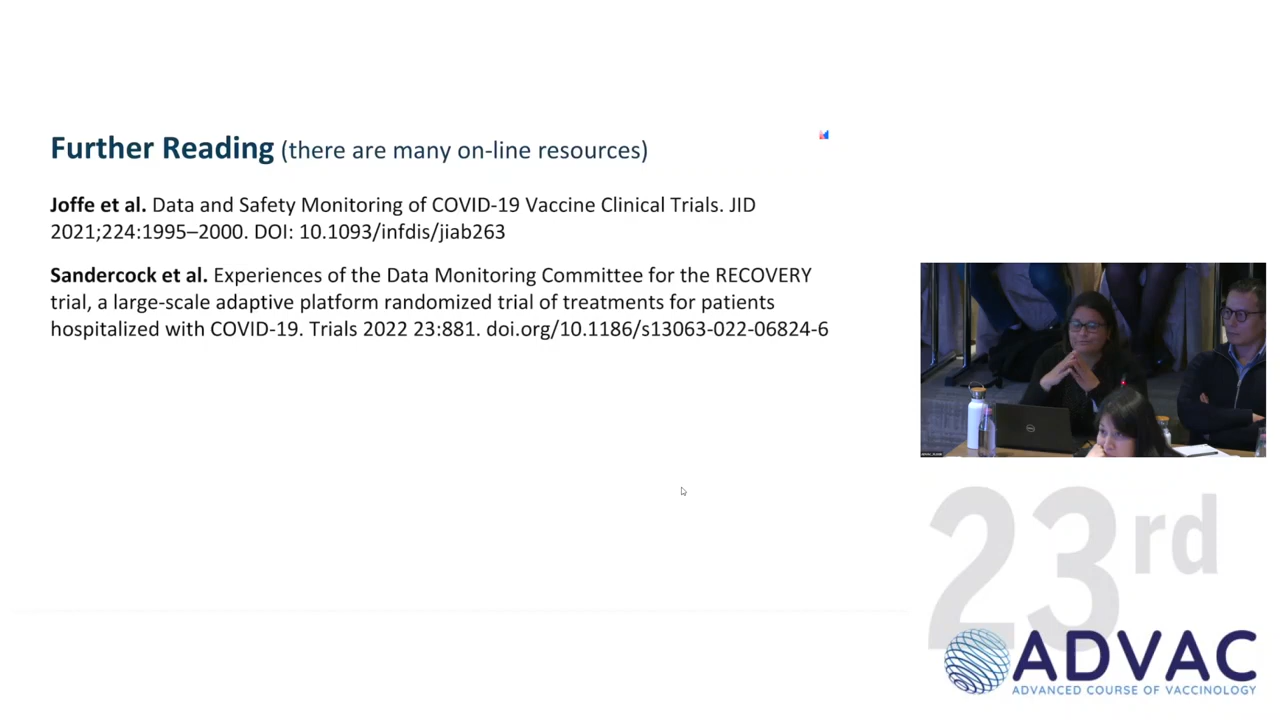 Further Reading (there are many on-line resources)
Joffe et al. Data and Safety Monitoring of COVID-19 Vaccine Clinical Trials. JID
2021;224:1995–2000. DOI: 10.1093/infdis/jiab263
Sandercock et al. Experiences of the Data Monitoring Committee for the RECOVERY
trial, a large-scale adaptive platform randomized trial of treatments for patients
hospitalized with COVID-19. Trials 2022 23:881. doi.org/10.1186/s13063-022-06824-6
23rd
ADVAC
ADVANCED COURSE OF VACCINOLOGY